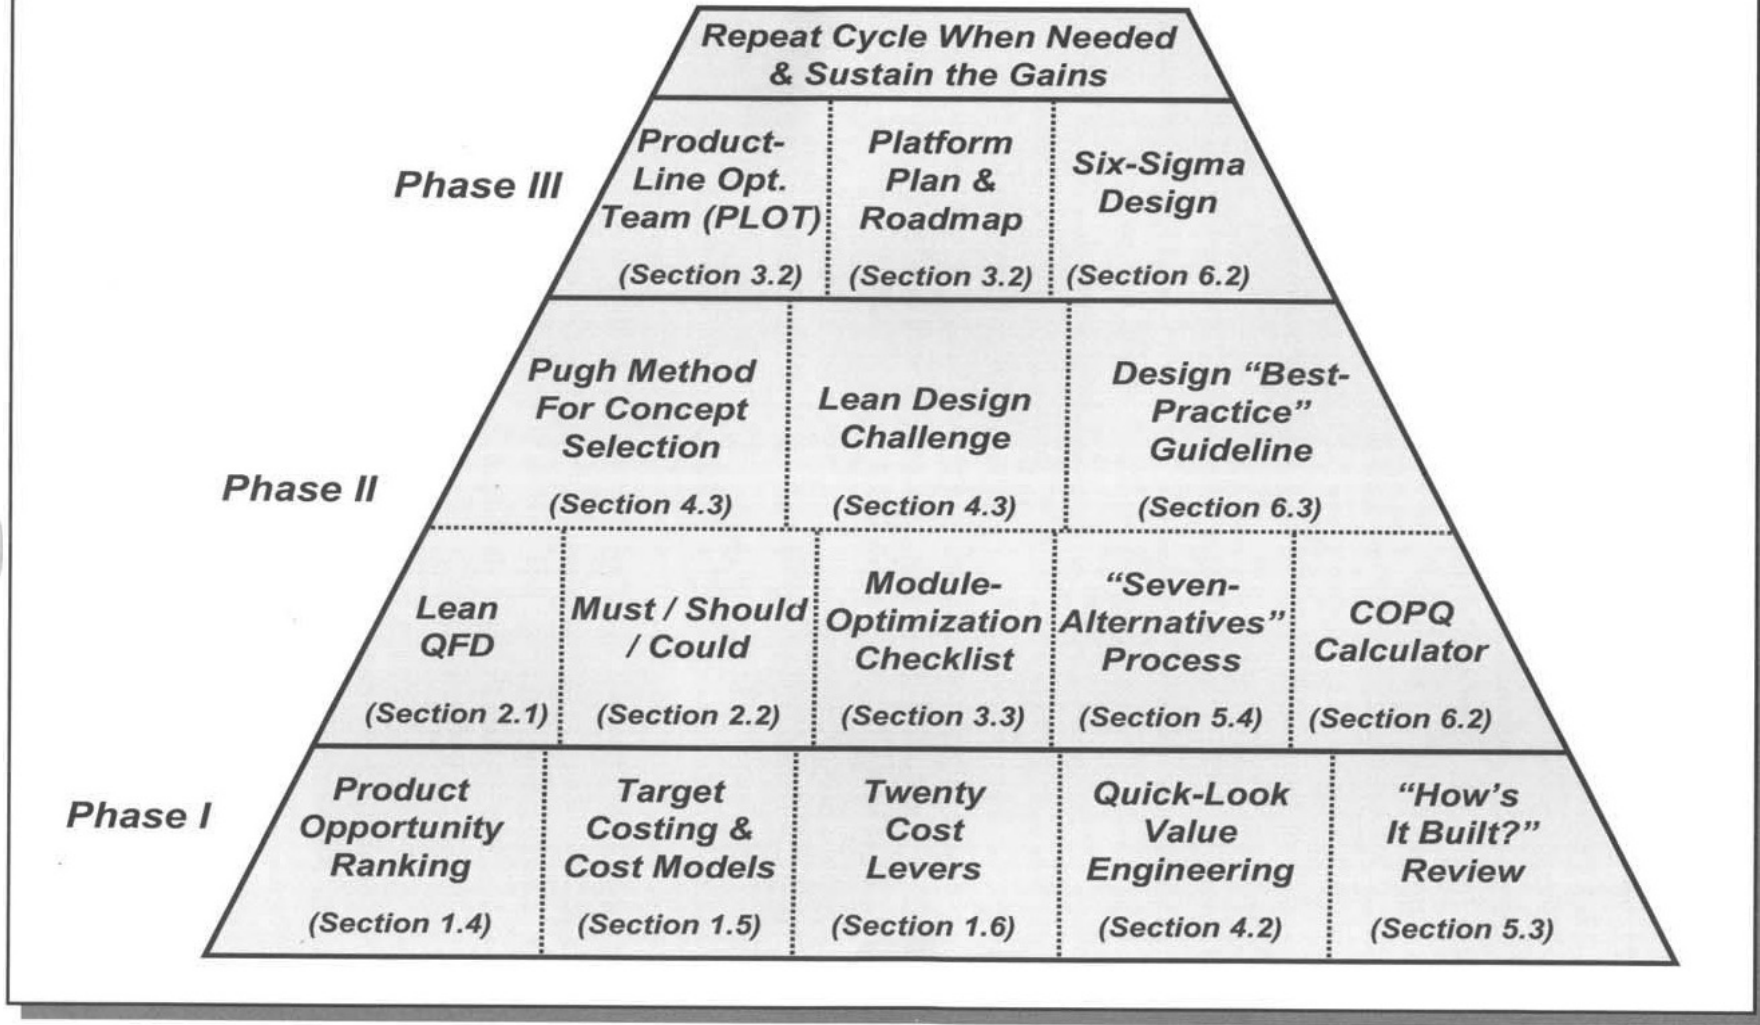 Repeat Cycle When Needed
& Sustain the Gains
Phase III
Product-
Line Opt.
Team (PLOT)
(Section 3.2)
Platform
Plan &
Roadmap
(Section 3.2)
Six-Sigma
Design
(Section 6.2)
Phase II
Pugh Method
For Concept
Selection
(Section 4.3)
Lean Design
Challenge
(Section 4.3)
Design “Best-
Practice”
Guideline
(Section 6.3)
Lean
QFD
(Section 2.1)
Must / Should
/ Could
(Section 2.2)
Module-
Optimization
Checklist
(Section 3.3)
“Seven-
Alternatives”
Process
(Section 5.4)
COPQ
Calculator
(Section 6.2)
Phase I
Product
Opportunity
Ranking
(Section 1.4)
Target
Costing &
Cost Models
(Section 1.5)
Twenty
Cost
Levers
(Section 1.6)
Quick-Look
Value
Engineering
(Section 4.2)
“How’s
It Built?”
Review
(Section 5.3)